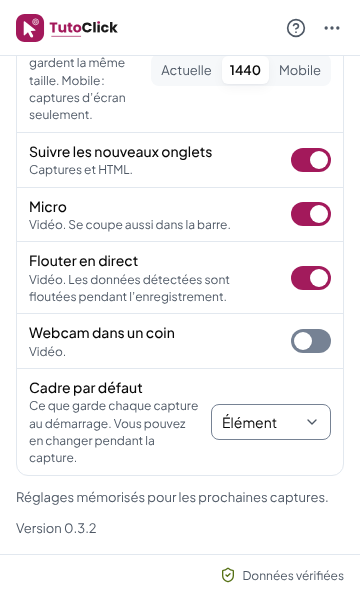 TutoClick
gardent la même
taille. Mobile :
captures d'écran
seulement.
Actuelle 1440 Mobile
Suivre les nouveaux onglets
Captures et HTML.
Micro
Vidéo. Se coupe aussi dans la barre.
Flouter en direct
Vidéo. Les données détectées sont
floutées pendant l'enregistrement.
Webcam dans un coin
Vidéo.
Cadre par défaut
Ce que garde chaque capture
au démarrage. Vous pouvez
en changer pendant la
capture.
Élément
Réglages mémorisés pour les prochaines captures.
Version 0.3.2
Données vérifiées